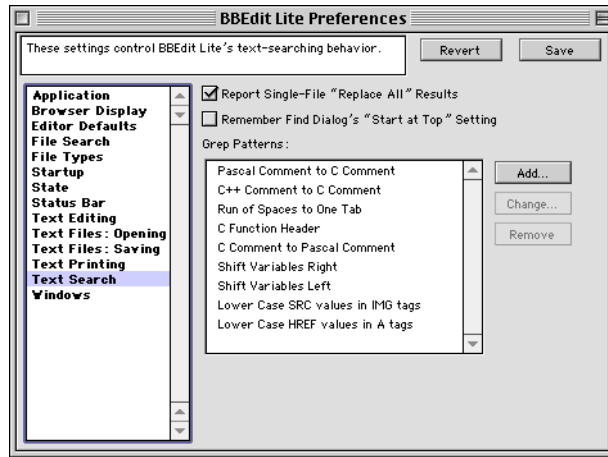 BBEdit Lite Preferences
These settings control BBEdit Lite's text-searching behavior.
Revert
Save
Application
Browser Display
Editor Defaults
File Search
File Types
Startup
State
Status Bar
Text Editing
Text Files: Opening
Text Files: Saving
Text Printing
Text Search
Windows
Report Single-File “Replace All” Results
Remember Find Dialog's “Start at Top” Setting
Grep Patterns:
Pascal Comment to C Comment
C++ Comment to C Comment
Run of Spaces to One Tab
C Function Header
C Comment to Pascal Comment
Shift Variables Right
Shift Variables Left
Lower Case SRC values in IMG tags
Lower Case HREF values in A tags
Add...
Change...
Remove